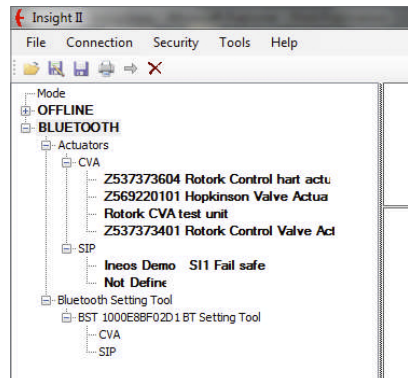 Insight II
File Connection Security Tools Help
Mode
OFFLINE
BLUETOOTH
Actuators
CVA
Z537373604 Rotork Control hart actu
Z569220101 Hopkinson Valve Actua
Rotork CVA test unit
Z537373401 Rotork Control Valve Act
SIP
Ineos Demo SI1 Fail safe
Not Define
Bluetooth Setting Tool
BST 1000E8BF02D1 BT Setting Tool
CVA
SIP